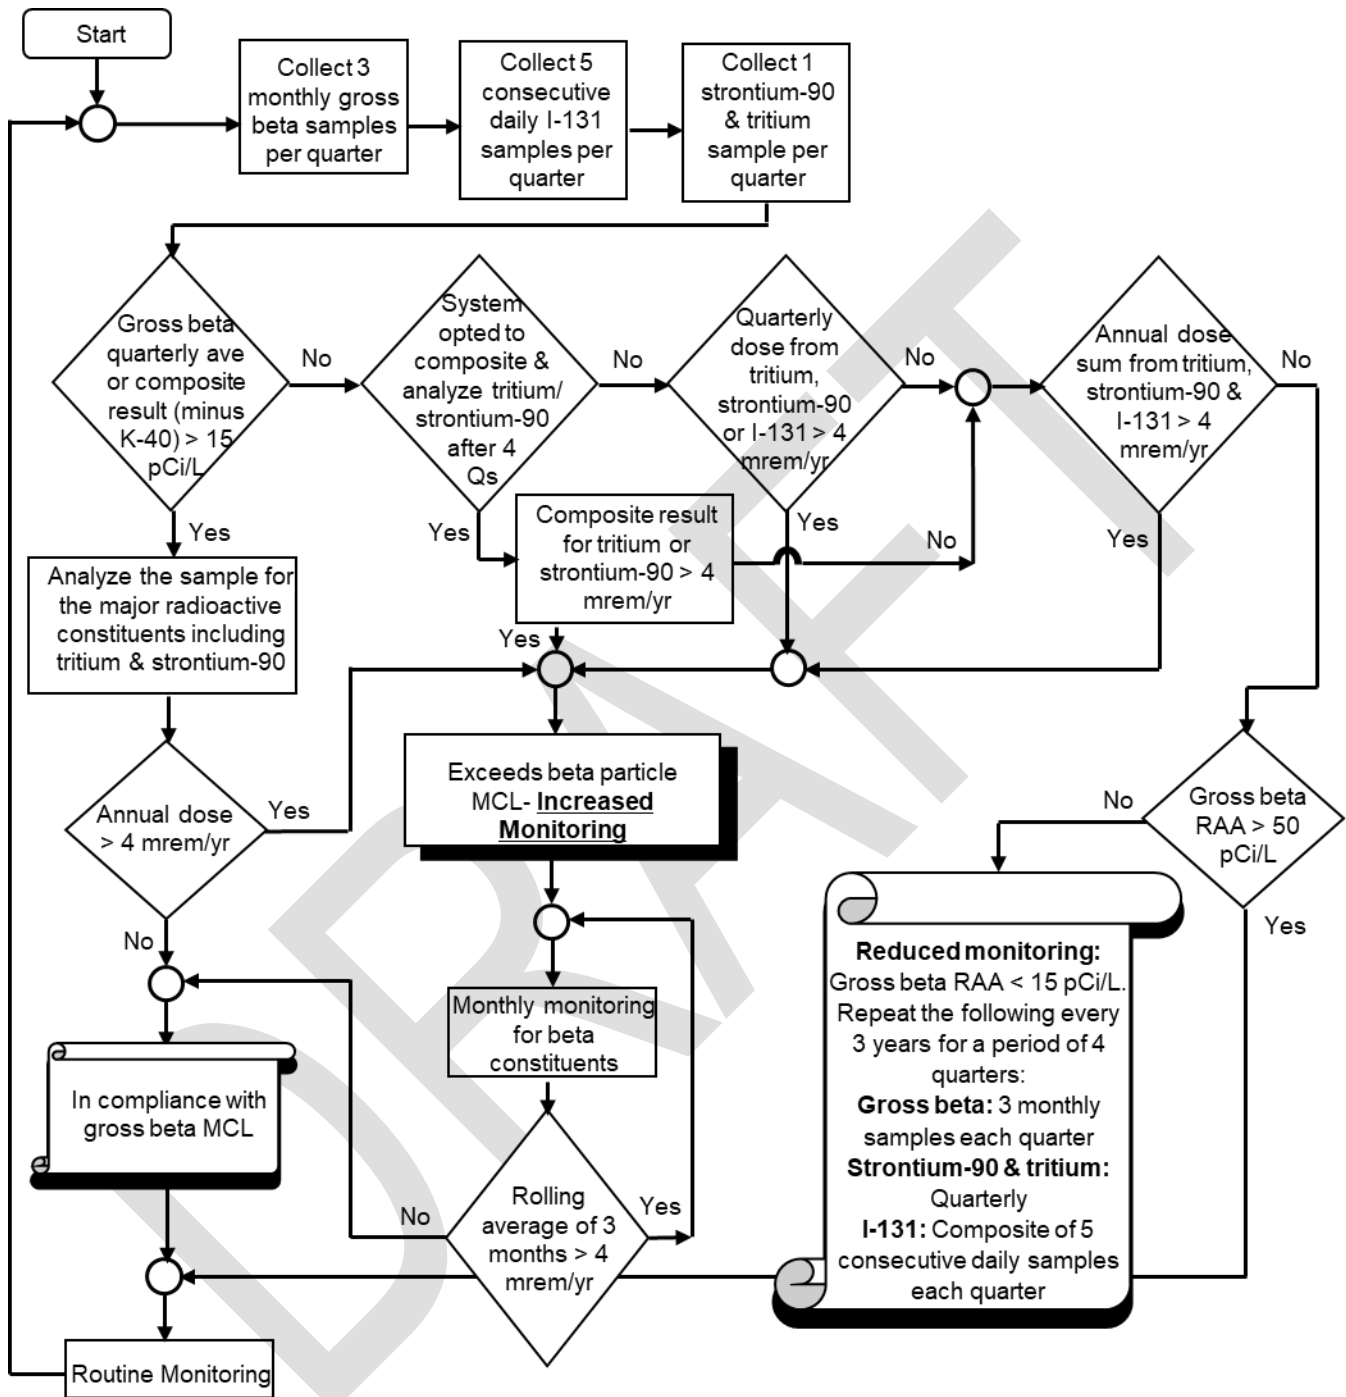 Start
Collect 3
monthly gross
beta samples
per quarter
Collect 5
consecutive
daily I-131
samples per
quarter
Collect 1
strontium-90
& tritium
sample per
quarter
Gross beta
quarterly ave
or composite
result (minus
K-40) > 15
pCi/L
No
Yes
System
opted to
composite &
analyze tritium/
strontium-90
after 4
Qs
No
Yes
Quarterly
dose from
tritium,
strontium-90
or I-131 > 4
mrem/yr
No
Yes
Annual dose
sum from tritium,
strontium-90 &
I-131 > 4
mrem/yr
No
Yes
Composite result
for tritium or
strontium-90 > 4
mrem/yr
No
Yes
Analyze the sample for
the major radioactive
constituents including
tritium & strontium-90
Annual dose
> 4 mrem/yr
Yes
No
Exceeds beta particle
MCL- Increased
Monitoring
Gross beta
RAA > 50
pCi/L
No
Yes
Monthly monitoring
for beta
constituents
In compliance with
gross beta MCL
Rolling
average of 3
months > 4
mrem/yr
No
Yes
Reduced monitoring:
Gross beta RAA < 15 pCi/L.
Repeat the following every
3 years for a period of 4
quarters:
Gross beta: 3 monthly
samples each quarter
Strontium-90 & tritium:
Quarterly
I-131: Composite of 5
consecutive daily samples
each quarter
Routine Monitoring
DRAFT